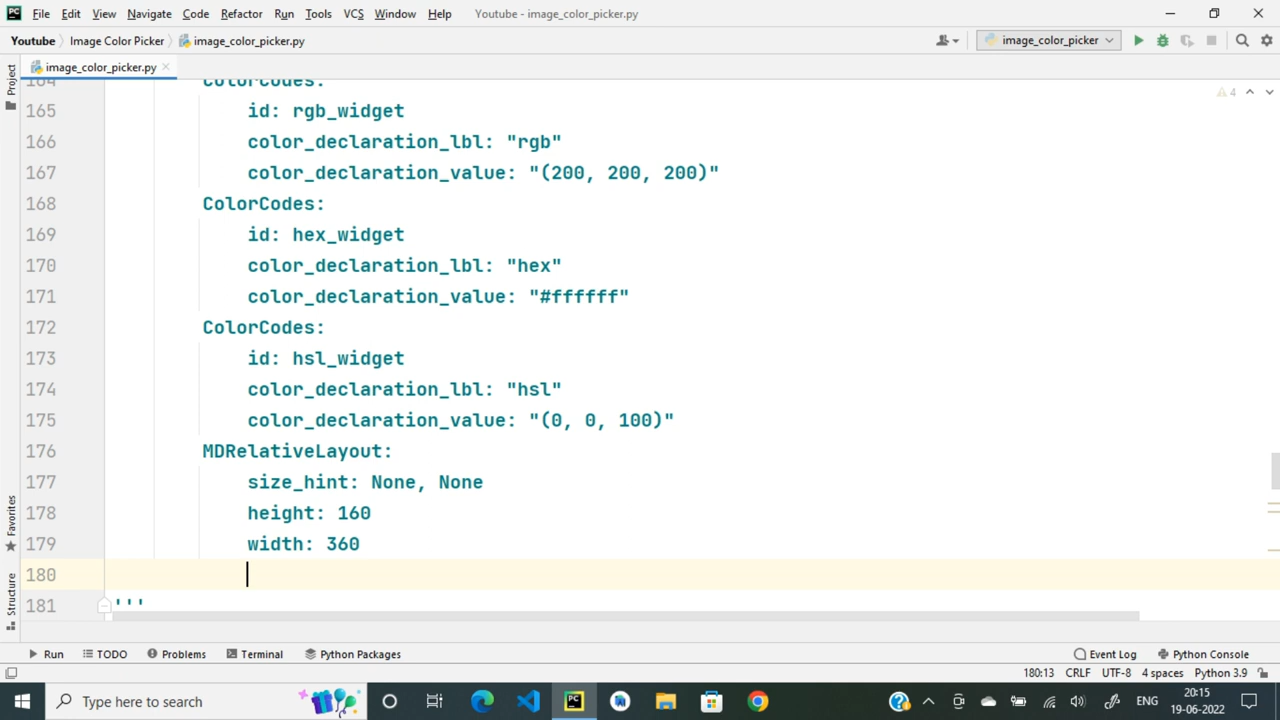 File Edit View Navigate Code Refactor Run Tools VCS Window Help Youtube - image_color_picker.py
Youtube Image Color Picker image_color_picker.py image_color_picker
image_color_picker.py
Project
4
164 ColorCodes:
165 id: rgb_widget
166 color_declaration_lbl: "rgb"
167 color_declaration_value: "(200, 200, 200)"
168 ColorCodes:
169 id: hex_widget
170 color_declaration_lbl: "hex"
171 color_declaration_value: "#ffffff"
172 ColorCodes:
173 id: hsl_widget
174 color_declaration_lbl: "hsl"
175 color_declaration_value: "(0, 0, 100)"
176 MDRelativeLayout:
177 size_hint: None, None
178 height: 160
179 width: 360
180
181 '''
Favorites
Structure
Run TODO Problems Terminal Python Packages Event Log Python Console
180:13 CRLF UTF-8 4 spaces Python 3.9
Type here to search ENG 20:15
19-06-2022